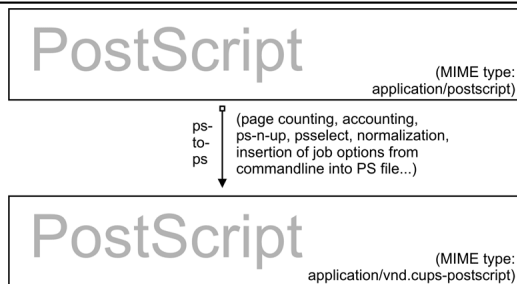 PostScript
(MIME type:
application/postscript)
ps-
to-
ps
(page counting, accounting,
ps-n-up, psselect, normalization,
insertion of job options from
commandline into PS file...)
PostScript
(MIME type:
application/vnd.cups-postscript)